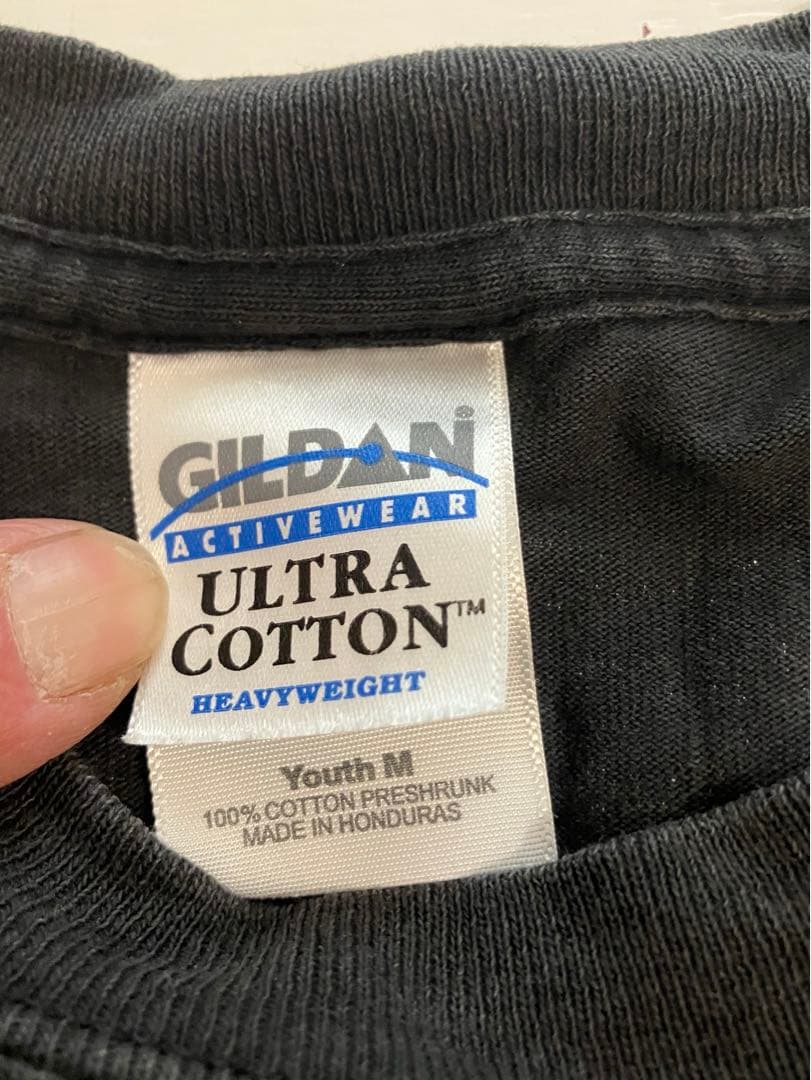 GILDAN®
ACTIVEWEAR
ULTRA
COTTON™
HEAVYWEIGHT
Youth M
100% COTTON PRESHRUNK
MADE IN HONDURAS